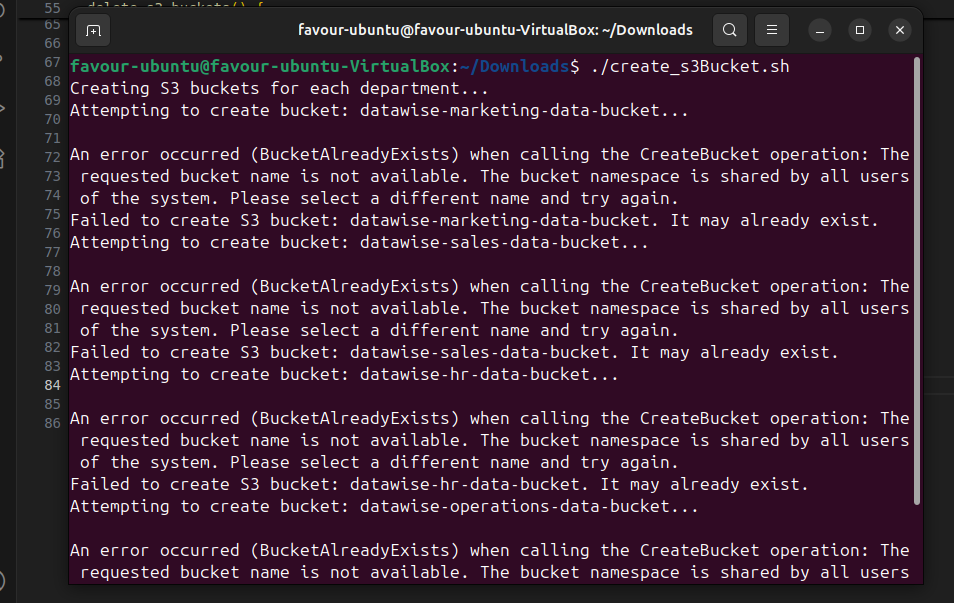 55 delete_s3_buckets() {
65
66
67
68
69
70
71
72
73
74
75
76
77
78
79
80
81
82
83
84
85
86
favour-ubuntu@favour-ubuntu-VirtualBox: ~/Downloads
favour-ubuntu@favour-ubuntu-VirtualBox:~/Downloads$ ./create_s3Bucket.sh
Creating S3 buckets for each department...
Attempting to create bucket: datawise-marketing-data-bucket...
An error occurred (BucketAlreadyExists) when calling the CreateBucket operation: The
requested bucket name is not available. The bucket namespace is shared by all users
of the system. Please select a different name and try again.
Failed to create S3 bucket: datawise-marketing-data-bucket. It may already exist.
Attempting to create bucket: datawise-sales-data-bucket...
An error occurred (BucketAlreadyExists) when calling the CreateBucket operation: The
requested bucket name is not available. The bucket namespace is shared by all users
of the system. Please select a different name and try again.
Failed to create S3 bucket: datawise-sales-data-bucket. It may already exist.
Attempting to create bucket: datawise-hr-data-bucket...
An error occurred (BucketAlreadyExists) when calling the CreateBucket operation: The
requested bucket name is not available. The bucket namespace is shared by all users
of the system. Please select a different name and try again.
Failed to create S3 bucket: datawise-hr-data-bucket. It may already exist.
Attempting to create bucket: datawise-operations-data-bucket...
An error occurred (BucketAlreadyExists) when calling the CreateBucket operation: The
requested bucket name is not available. The bucket namespace is shared by all users